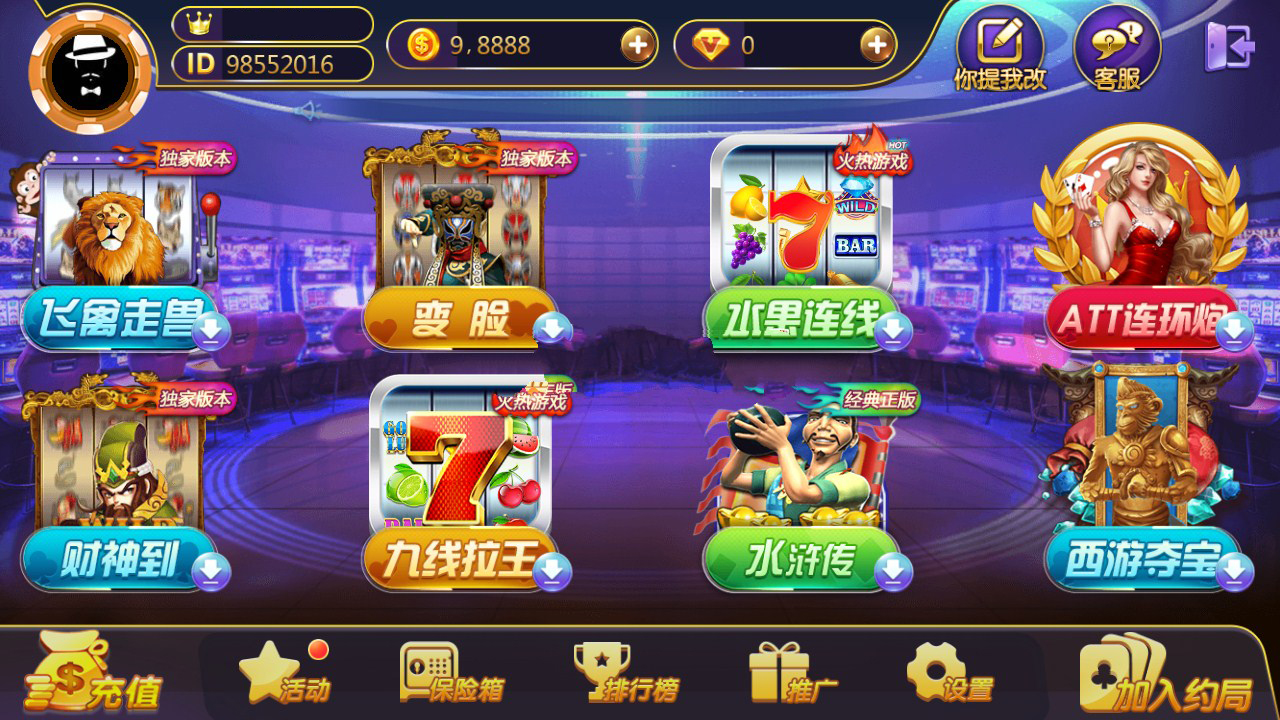 ID 98552016
9,8888
0
你提我改
客服
独家版本
飞禽走兽
独家版本
变脸
HOT
火热游戏
WILD
BAR
水果连线
ATT连环炮
独家版本
财神到
火热游戏
九线拉王
经典正版
水浒传
西游夺宝
充值
活动
保险箱
排行榜
推广
设置
加入约局